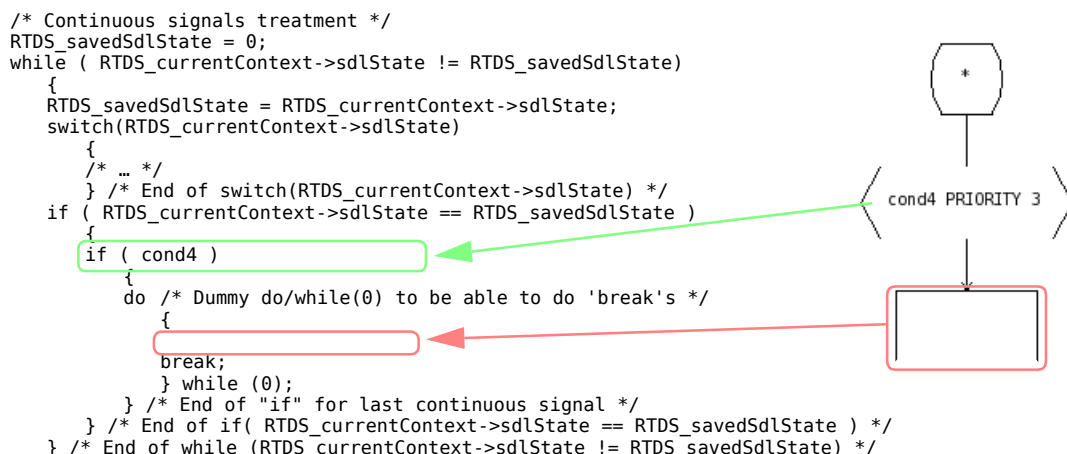 /* Continuous signals treatment */
RTDS_savedSdlState = 0;
while ( RTDS_currentContext->sdlState != RTDS_savedSdlState)
{
RTDS_savedSdlState = RTDS_currentContext->sdlState;
switch(RTDS_currentContext->sdlState)
{
/* … */
} /* End of switch(RTDS_currentContext->sdlState) */
if ( RTDS_currentContext->sdlState == RTDS_savedSdlState )
{
if ( cond4 )
{
do /* Dummy do/while(0) to be able to do 'break's */
{
break;
} while (0);
} /* End of "if" for last continuous signal */
} /* End of if( RTDS_currentContext->sdlState == RTDS_savedSdlState ) */
} /* End of while (RTDS_currentContext->sdlState != RTDS_savedSdlState) */
*
cond4 PRIORITY 3